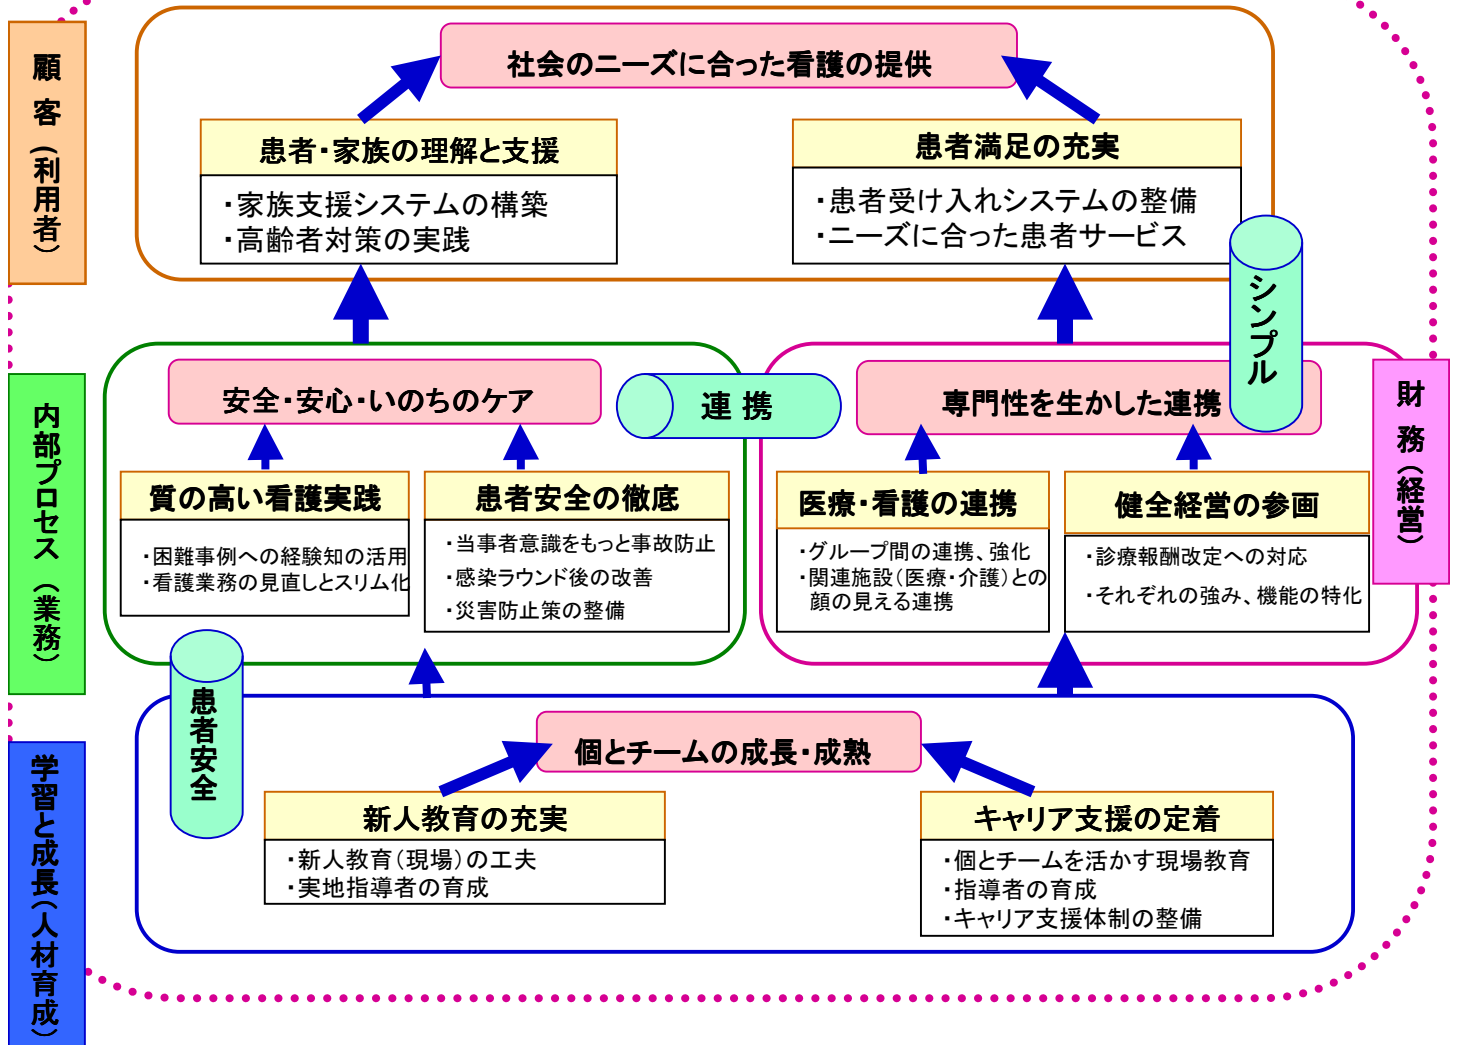 顧客(利用者)
社会のニーズに合った看護の提供
患者・家族の理解と支援
・家族支援システムの構築
・高齢者対策の実践
患者満足の充実
・患者受け入れシステムの整備
・ニーズに合った患者サービス
シンプル
内部プロセス(業務)
安全・安心・いのちのケア
連携
専門性を生かした連携
財務(経営)
質の高い看護実践
・困難事例への経験知の活用
・看護業務の見直しとスリム化
患者安全の徹底
・当事者意識をもっと事故防止
・感染ラウンド後の改善
・災害防止策の整備
医療・看護の連携
・グループ間の連携、強化
・関連施設(医療・介護)との
顔の見える連携
健全経営の参画
・診療報酬改定への対応
・それぞれの強み、機能の特化
患者安全
学習と成長(人材育成)
個とチームの成長・成熟
新人教育の充実
・新人教育(現場)の工夫
・実地指導者の育成
キャリア支援の定着
・個とチームを活かす現場教育
・指導者の育成
・キャリア支援体制の整備